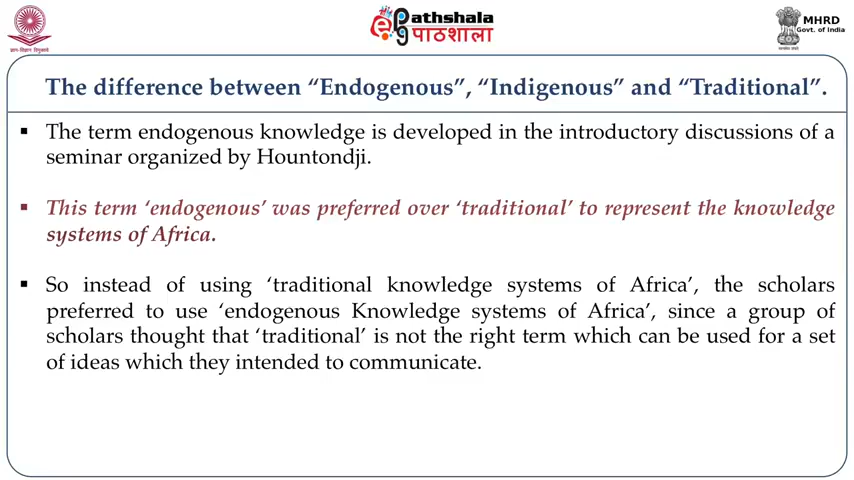 ePathshala
पाठशाला
MHRD
Govt. of India
The difference between “Endogenous”, “Indigenous” and “Traditional”.
▪ The term endogenous knowledge is developed in the introductory discussions of a
seminar organized by Hountondji.
▪ This term ‘endogenous’ was preferred over ‘traditional’ to represent the knowledge
systems of Africa.
▪ So instead of using ‘traditional knowledge systems of Africa’, the scholars
preferred to use ‘endogenous Knowledge systems of Africa’, since a group of
scholars thought that ‘traditional’ is not the right term which can be used for a set
of ideas which they intended to communicate.